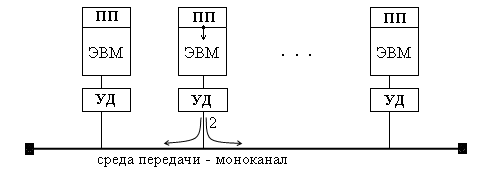 ПП ПП ПП
ЭВМ ЭВМ . . . ЭВМ
УД УД УД
2
среда передачи - моноканал